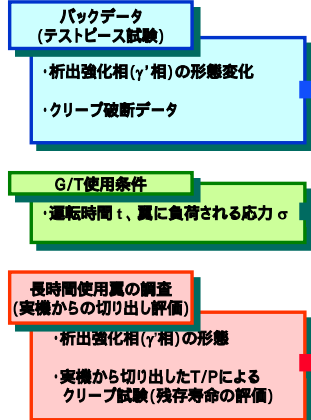 バックデータ
(テストピース試験)
・析出強化相(γ'相)の形態変化
・クリープ破断データ
G/T使用条件
・運転時間 t 、翼に負荷される応力 σ
長時間使用翼の調査
(実機からの切り出し評価)
・析出強化相(γ'相)の形態
・実機から切り出したT/Pによる
クリープ試験(残存寿命の評価)